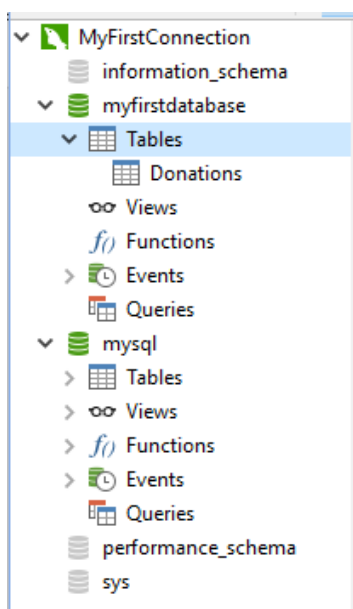 MyFirstConnection
information_schema
myfirstdatabase
Tables
Donations
Views
f() Functions
Events
Queries
mysql
Tables
Views
f() Functions
Events
Queries
performance_schema
sys